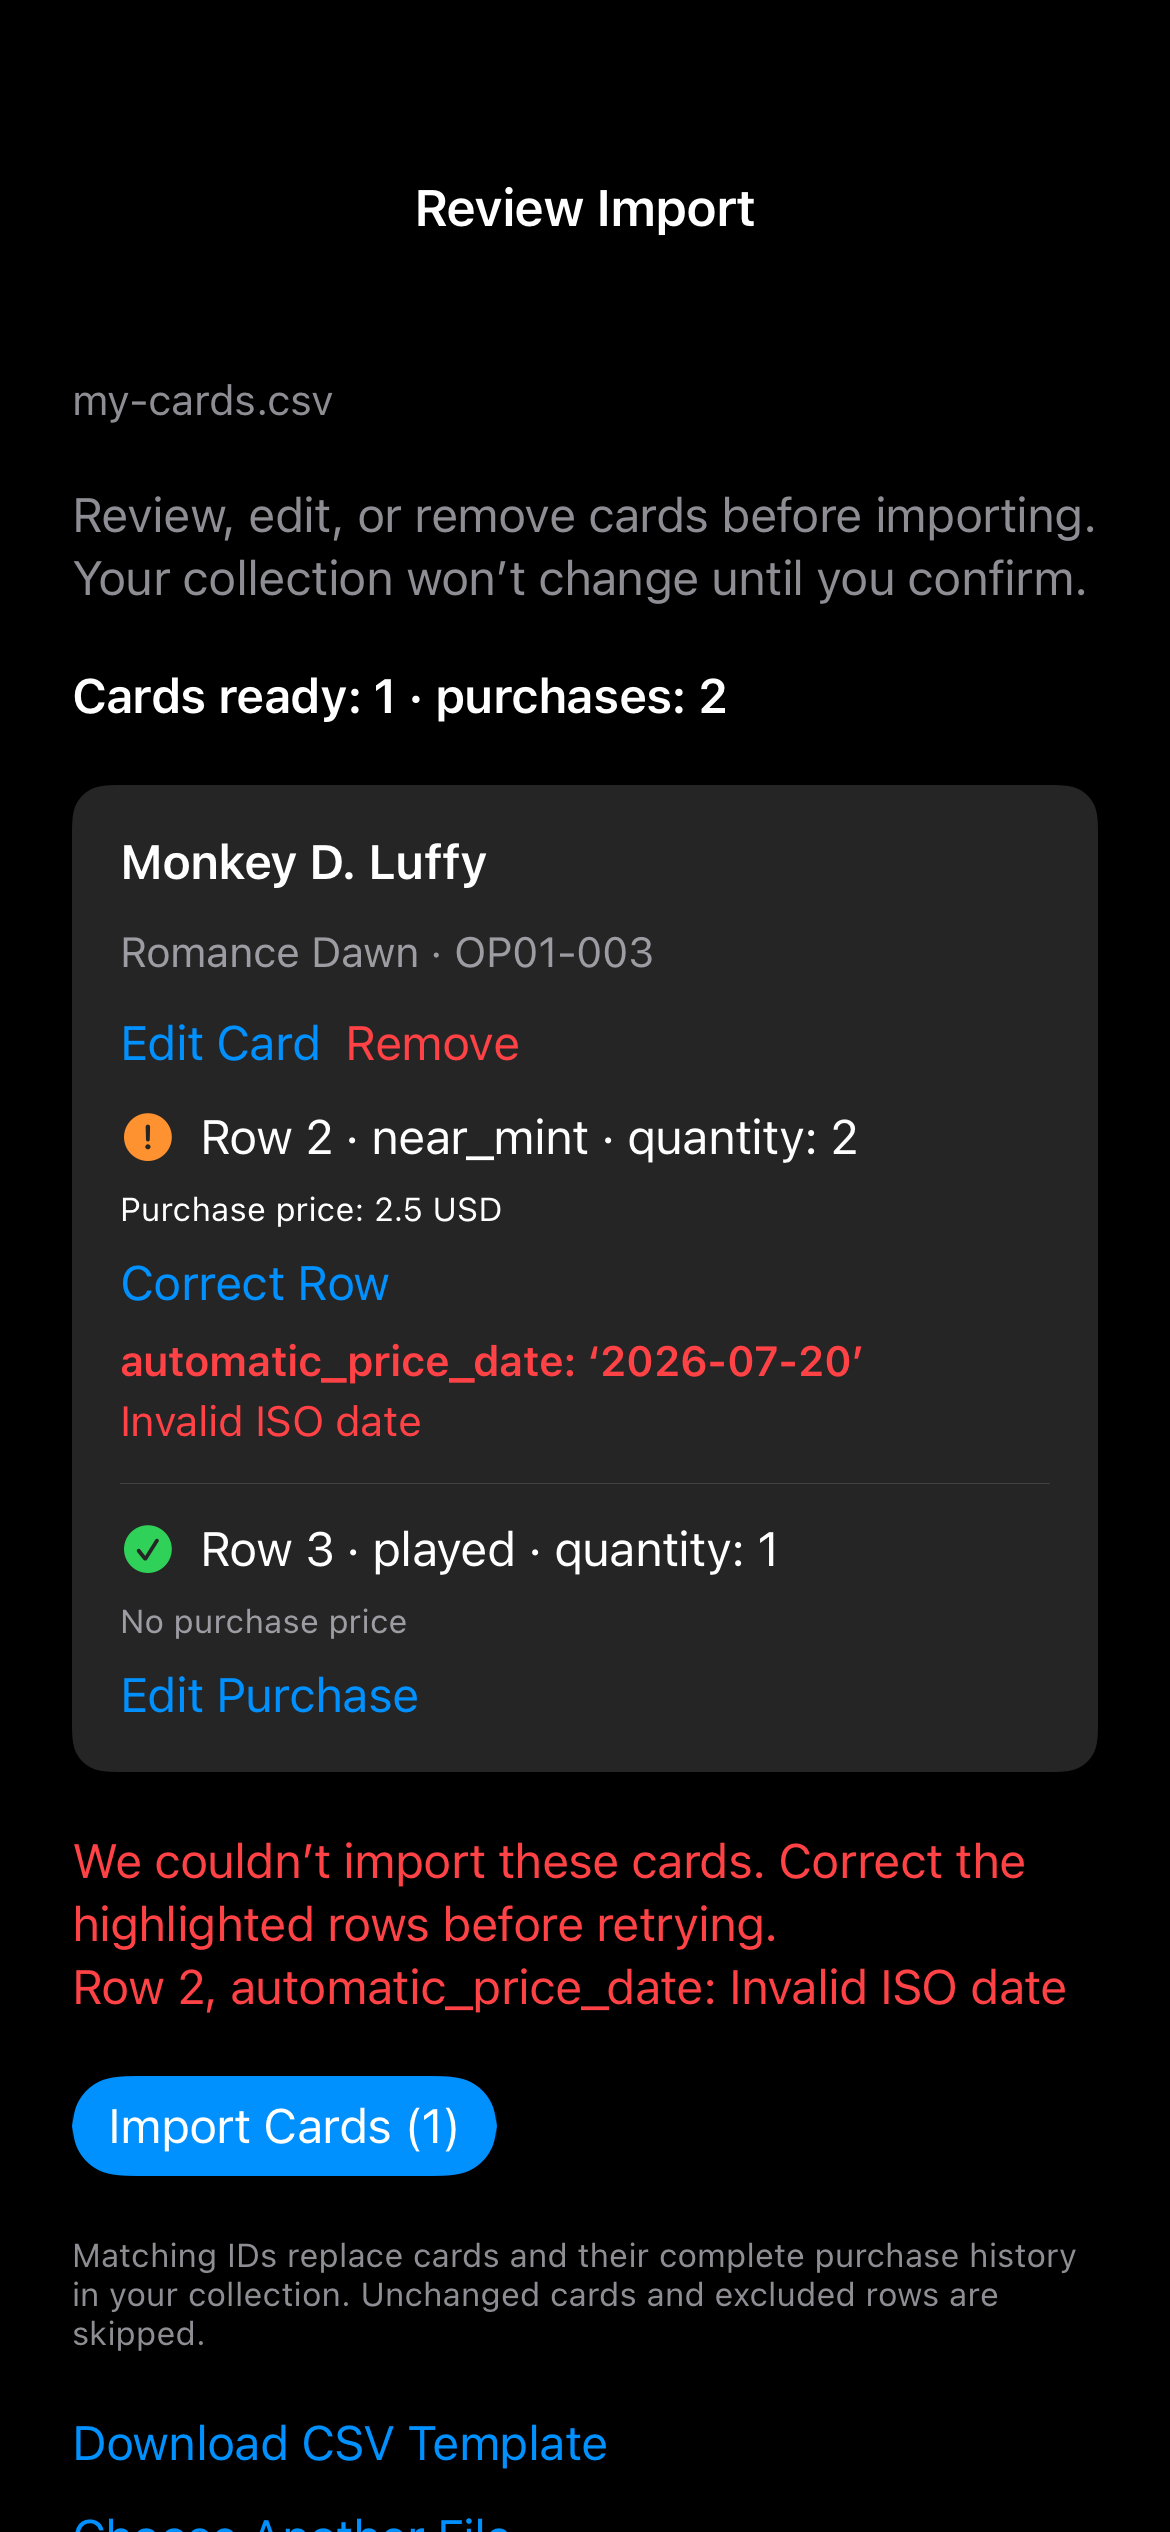 Review Import
my-cards.csv
Review, edit, or remove cards before importing.
Your collection won’t change until you confirm.
Cards ready: 1 · purchases: 2
Monkey D. Luffy
Romance Dawn · OP01-003
Edit Card Remove
Row 2 · near_mint · quantity: 2
Purchase price: 2.5 USD
Correct Row
automatic_price_date: ‘2026-07-20’
Invalid ISO date
Row 3 · played · quantity: 1
No purchase price
Edit Purchase
We couldn’t import these cards. Correct the
highlighted rows before retrying.
Row 2, automatic_price_date: Invalid ISO date
Import Cards (1)
Matching IDs replace cards and their complete purchase history
in your collection. Unchanged cards and excluded rows are
skipped.
Download CSV Template
Choose Another File